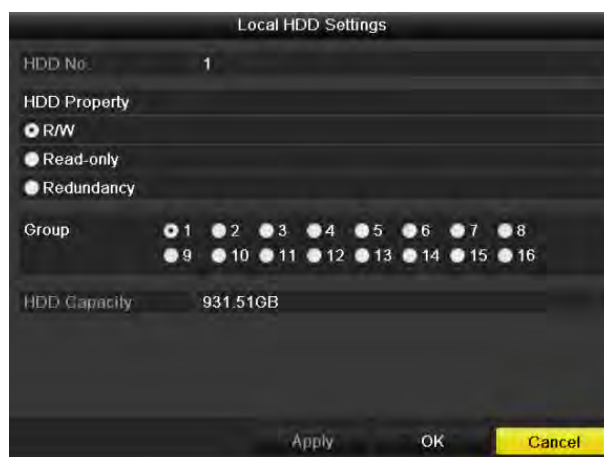 Local HDD Settings
HDD No. 1
HDD Property
R/W
Read-only
Redundancy
Group 1 2 3 4 5 6 7 8
9 10 11 12 13 14 15 16
HDD Capacity 931.51GB
Apply OK Cancel